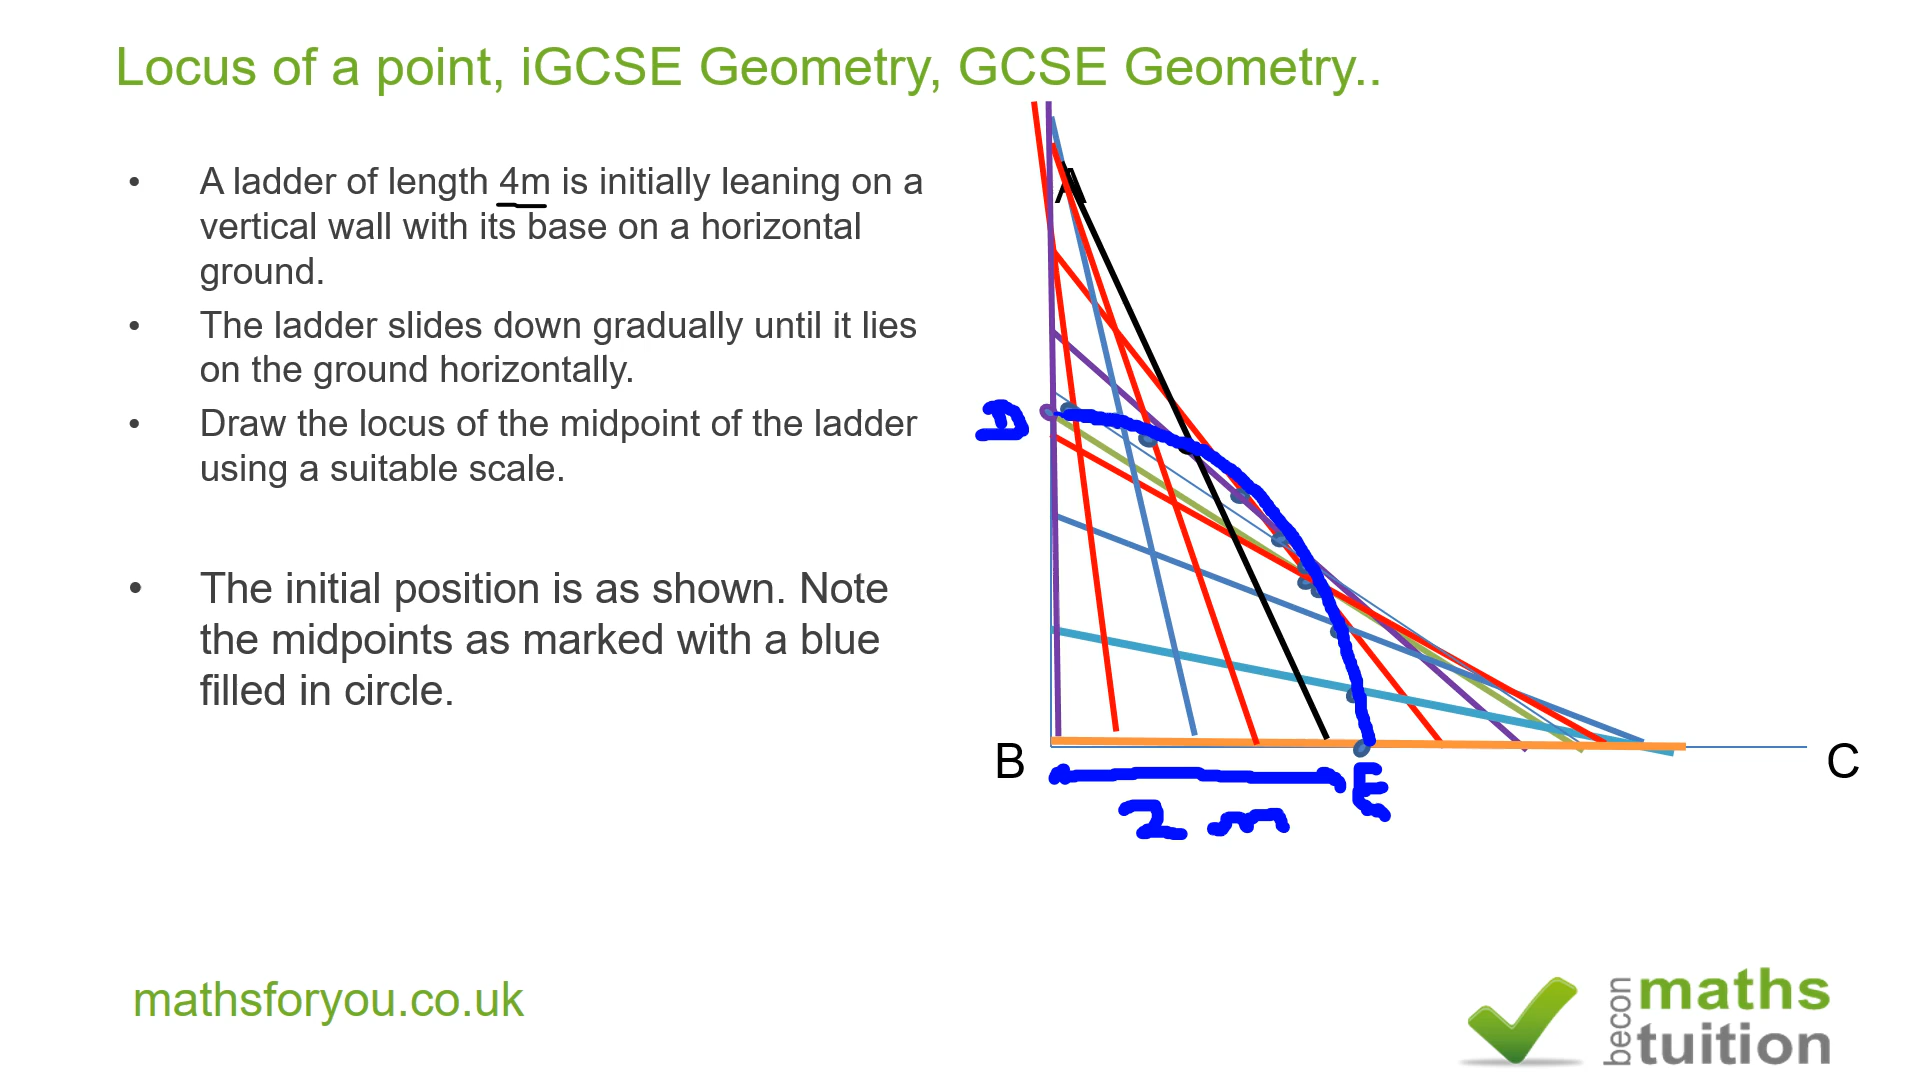 Locus of a point, iGCSE Geometry, GCSE Geometry..
• A ladder of length 4m is initially leaning on a
vertical wall with its base on a horizontal
ground.
• The ladder slides down gradually until it lies
on the ground horizontally.
• Draw the locus of the midpoint of the ladder
using a suitable scale.
• The initial position is as shown. Note
the midpoints as marked with a blue
filled in circle.
A
D
B
E
C
2 m
mathsforyou.co.uk
becon
maths
tuition